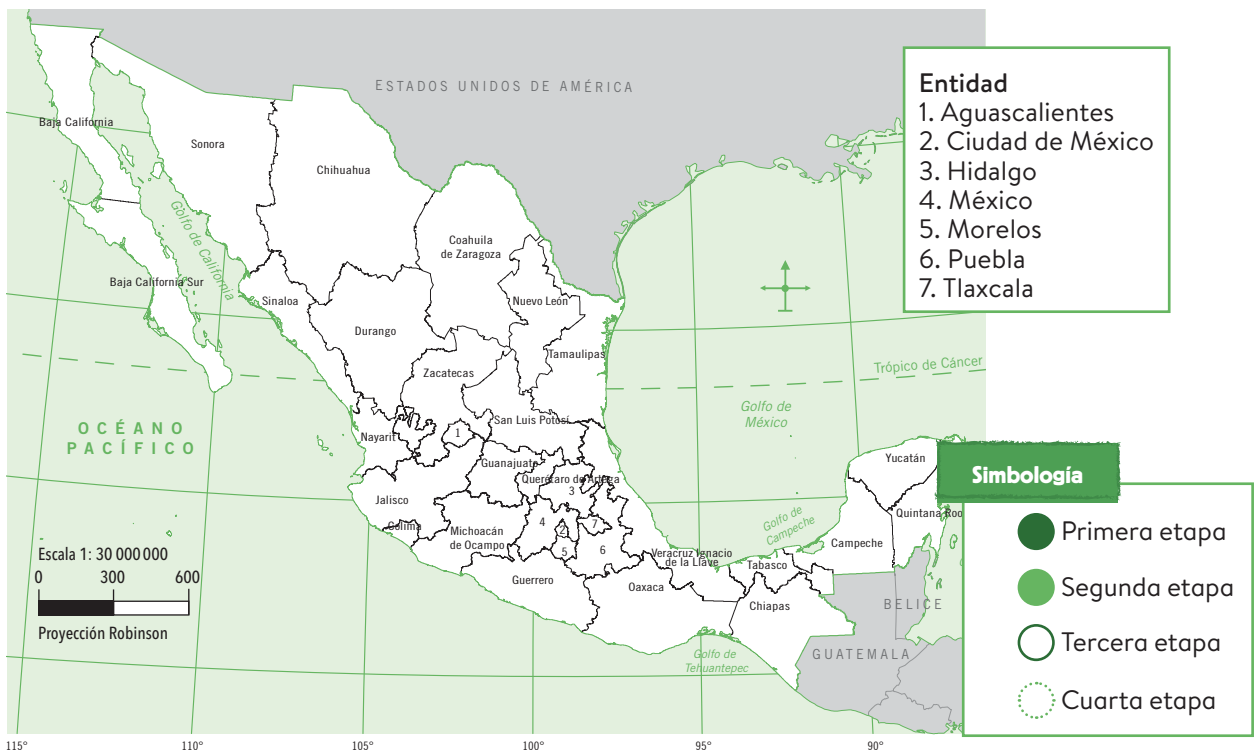 ESTADOS UNIDOS DE AMÉRICA
Entidad
1. Aguascalientes
2. Ciudad de México
3. Hidalgo
4. México
5. Morelos
6. Puebla
7. Tlaxcala
Baja California
Sonora
Chihuahua
Golfo de California
Coahuila
de Zaragoza
Baja California Sur
Sinaloa
Nuevo León
Durango
Tamaulipas
Zacatecas
Trópico de Cáncer
Golfo de
México
OCÉANO
PACÍFICO
San Luis Potosí
Nayarit
1
Guanajuato
Querétaro de Arteaga
3
Yucatán
Simbología
Primera etapa
Segunda etapa
Tercera etapa
Cuarta etapa
Jalisco
Colima
Michoacán
de Ocampo
4
2
7
5
6
Golfo de
Campeche
Quintana Roo
Campeche
Veracruz Ignacio
de la Llave
Tabasco
Guerrero
Oaxaca
Chiapas
BELICE
GUATEMALA
Golfo de
Tehuantepec
Escala 1: 30 000 000
0 300 600
Proyección Robinson
115° 110° 105° 100° 95° 90°